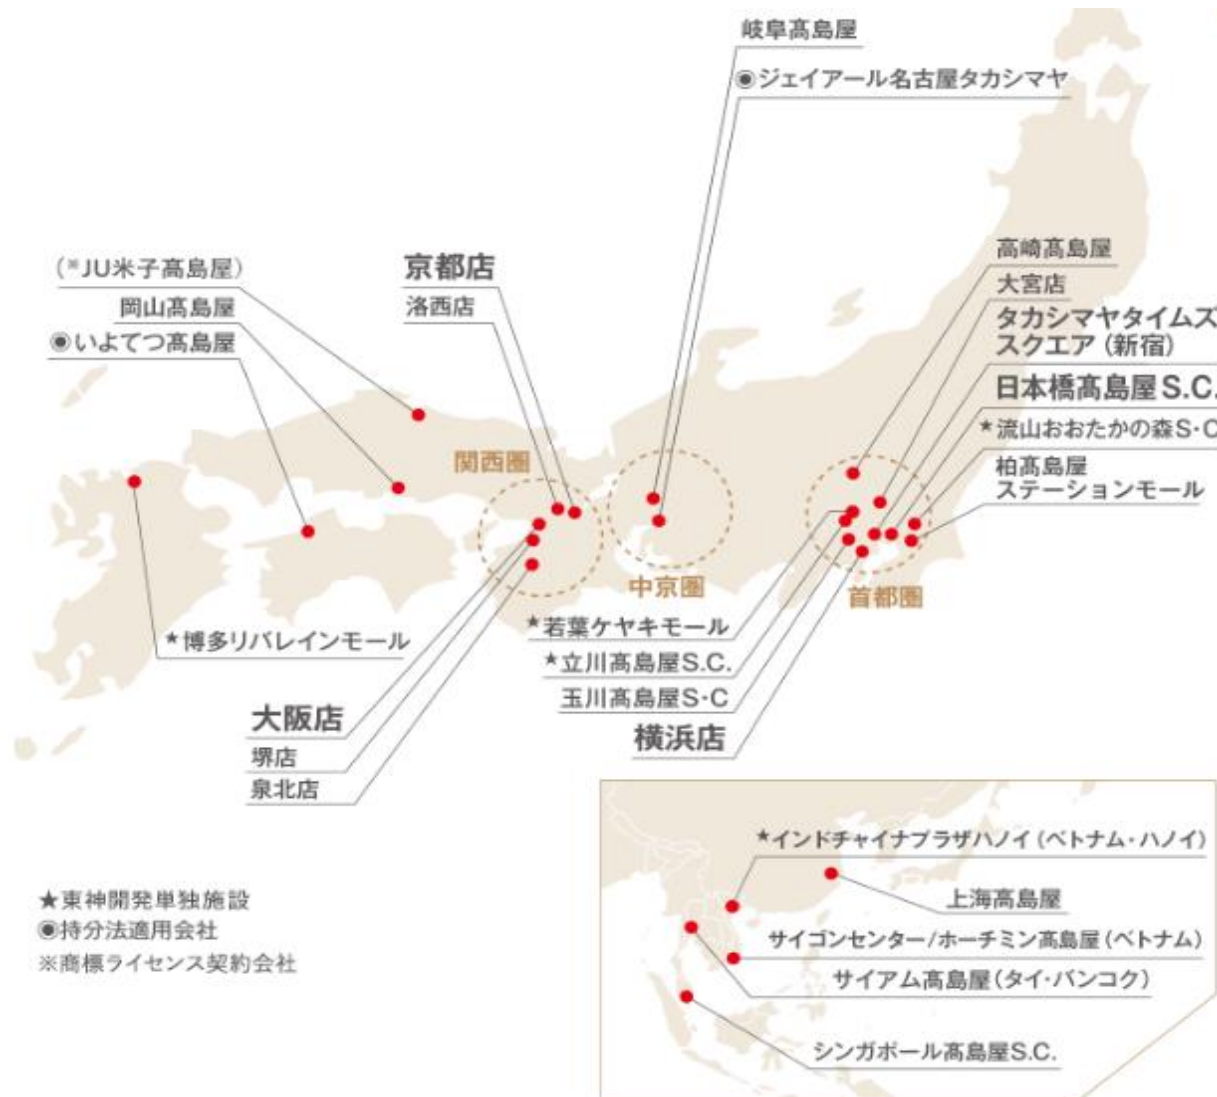 岐阜髙島屋
◉ジェイアール名古屋タカシマヤ
(※JU米子髙島屋)
岡山髙島屋
◉いよてつ髙島屋
京都店
洛西店
高崎髙島屋
大宮店
タカシマヤタイムズ
スクエア(新宿)
日本橋髙島屋S.C.
★流山おおたかの森S・C
柏髙島屋
ステーションモール
関西圏
中京圏
首都圏
★博多リバレインモール
★若葉ケヤキモール
★立川髙島屋S.C.
玉川髙島屋S・C
横浜店
大阪店
堺店
泉北店
★インドチャイナプラザハノイ(ベトナム・ハノイ)
上海高島屋
サイゴンセンター/ホーチミン髙島屋(ベトナム)
サイアム髙島屋(タイ・バンコク)
シンガポール髙島屋S.C.
★東神開発単独施設
◉持分法適用会社
※商標ライセンス契約会社